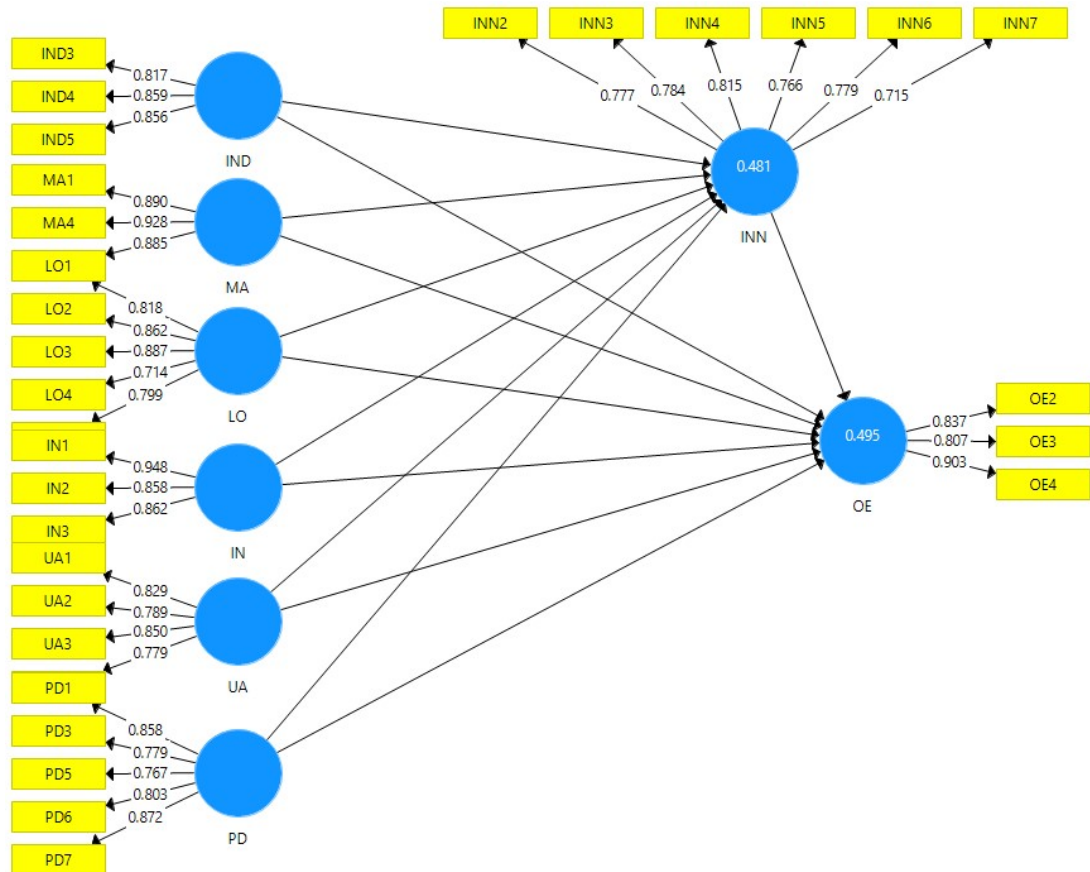 INN2 INN3 INN4 INN5 INN6 INN7
0.777 0.784 0.815 0.766 0.779 0.715
IND3
IND4
IND5
0.817
0.859
0.856
IND
MA1
MA4
0.890
0.928
0.885
MA
LO1
LO2
LO3
LO4
0.818
0.862
0.887
0.714
0.799
LO
IN1
IN2
IN3
0.948
0.858
0.862
IN
UA1
UA2
UA3
0.829
0.789
0.850
0.779
UA
PD1
PD3
PD5
PD6
PD7
0.858
0.779
0.767
0.803
0.872
PD
0.481
INN
0.495
OE
0.837
0.807
0.903
OE2
OE3
OE4